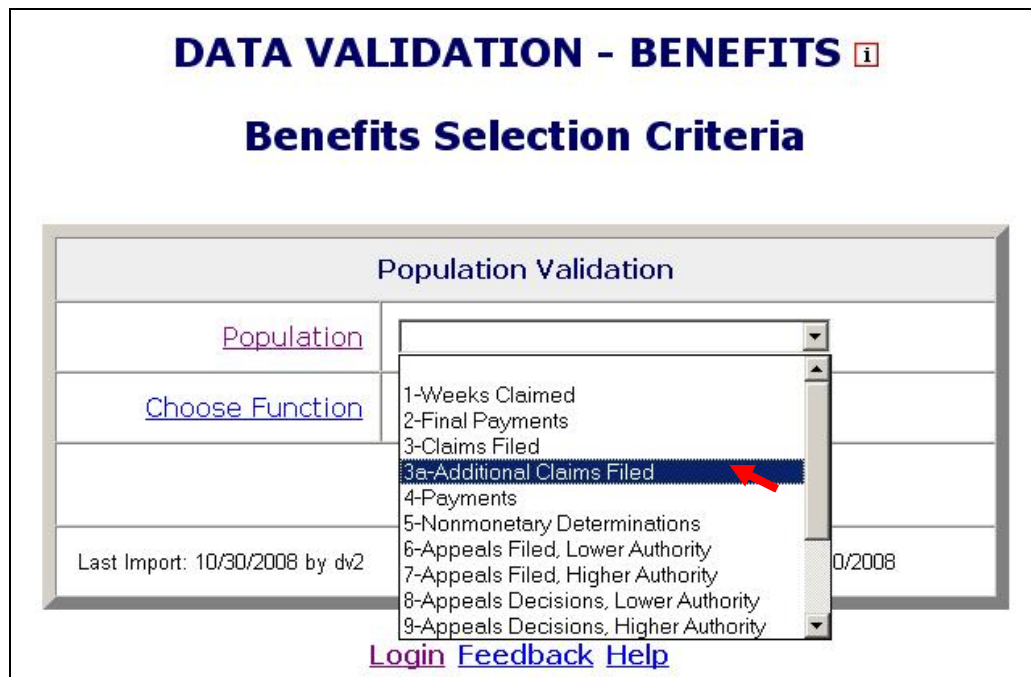 DATA VALIDATION - BENEFITS i
Benefits Selection Criteria
Population Validation
Population
Choose Function
1-Weeks Claimed
2-Final Payments
3-Claims Filed
3a-Additional Claims Filed
4-Payments
5-Nonmonetary Determinations
6-Appeals Filed, Lower Authority
7-Appeals Filed, Higher Authority
8-Appeals Decisions, Lower Authority
9-Appeals Decisions, Higher Authority
Last Import: 10/30/2008 by dv2
0/2008
Login Feedback Help